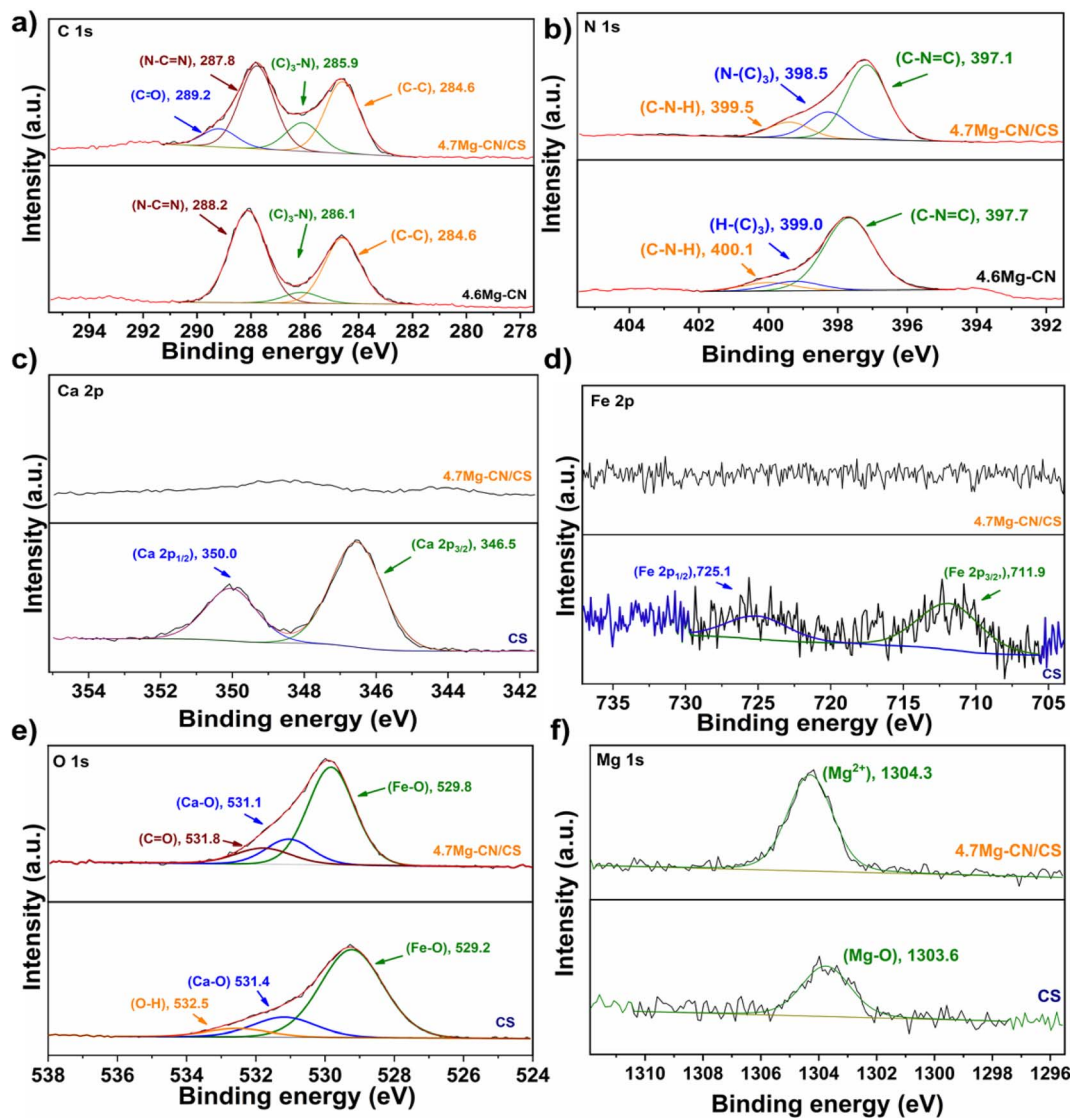 a)
C 1s
(N-C=N), 287.8
(C)₃-N), 285.9
(C=O), 289.2
(C-C), 284.6
4.7Mg-CN/CS
(N-C=N), 288.2
(C)₃-N), 286.1
(C-C), 284.6
4.6Mg-CN
Intensity (a.u.)
294 292 290 288 286 284 282 280 278
Binding energy (eV)
b)
N 1s
(C-N=C), 397.1
(N-(C)₃), 398.5
(C-N-H), 399.5
4.7Mg-CN/CS
(C-N=C), 397.7
(H-(C)₃), 399.0
(C-N-H), 400.1
4.6Mg-CN
Intensity (a.u.)
404 402 400 398 396 394 392
Binding energy (eV)
c)
Ca 2p
4.7Mg-CN/CS
(Ca 2p₁/₂), 350.0
(Ca 2p₃/₂), 346.5
CS
Intensity (a.u.)
354 352 350 348 346 344 342
Binding energy (eV)
d)
Fe 2p
4.7Mg-CN/CS
(Fe 2p₁/₂),725.1
(Fe 2p₃/₂,),711.9
CS
Intensity (a.u.)
735 730 725 720 715 710 705
Binding energy (eV)
e)
O 1s
(Fe-O), 529.8
(Ca-O), 531.1
(C=O), 531.8
4.7Mg-CN/CS
(Fe-O), 529.2
(Ca-O) 531.4
(O-H), 532.5
CS
Intensity (a.u.)
538 536 534 532 530 528 526 524
Binding energy (eV)
f)
Mg 1s
(Mg²⁺), 1304.3
4.7Mg-CN/CS
(Mg-O), 1303.6
CS
Intensity (a.u.)
1310 1308 1306 1304 1302 1300 1298 1296
Binding energy (eV)